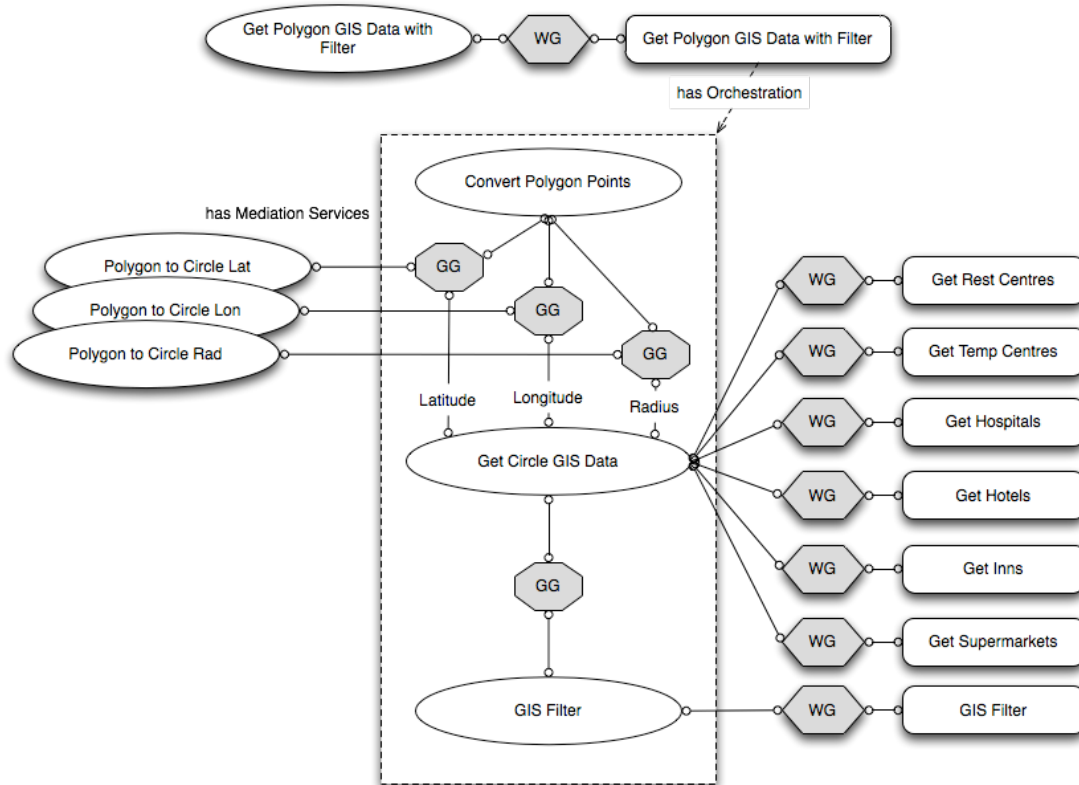 Get Polygon GIS Data with
Filter
WG
Get Polygon GIS Data with Filter
has Orchestration
Convert Polygon Points
has Mediation Services
Polygon to Circle Lat
GG
WG
Get Rest Centres
Polygon to Circle Lon
GG
Polygon to Circle Rad
GG
WG
Get Temp Centres
Latitude
Longitude
Radius
WG
Get Hospitals
Get Circle GIS Data
WG
Get Hotels
GG
WG
Get Inns
WG
Get Supermarkets
GIS Filter
WG
GIS Filter